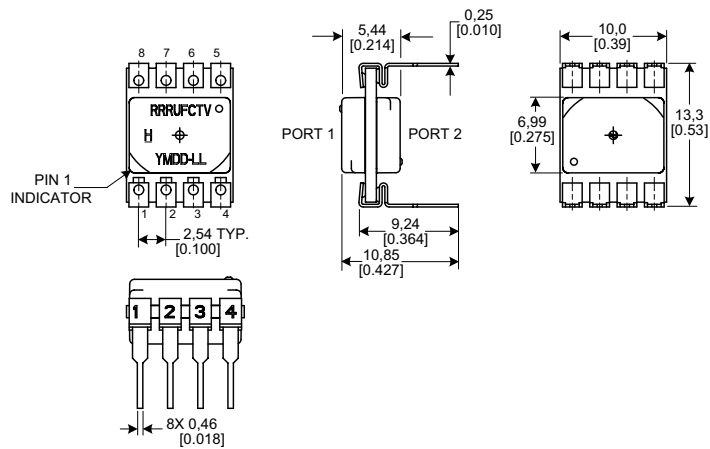 8 7 6 5
RRRUFCTV
H
YMDD-LL
PIN 1
INDICATOR
1 2 3 4
2,54 TYP.
[0.100]
5,44
[0.214]
0,25
[0.010]
PORT 1
PORT 2
9,24
[0.364]
10,85
[0.427]
10,0
[0.39]
6,99
[0.275]
13,3
[0.53]
1 2 3 4
8X 0,46
[0.018]